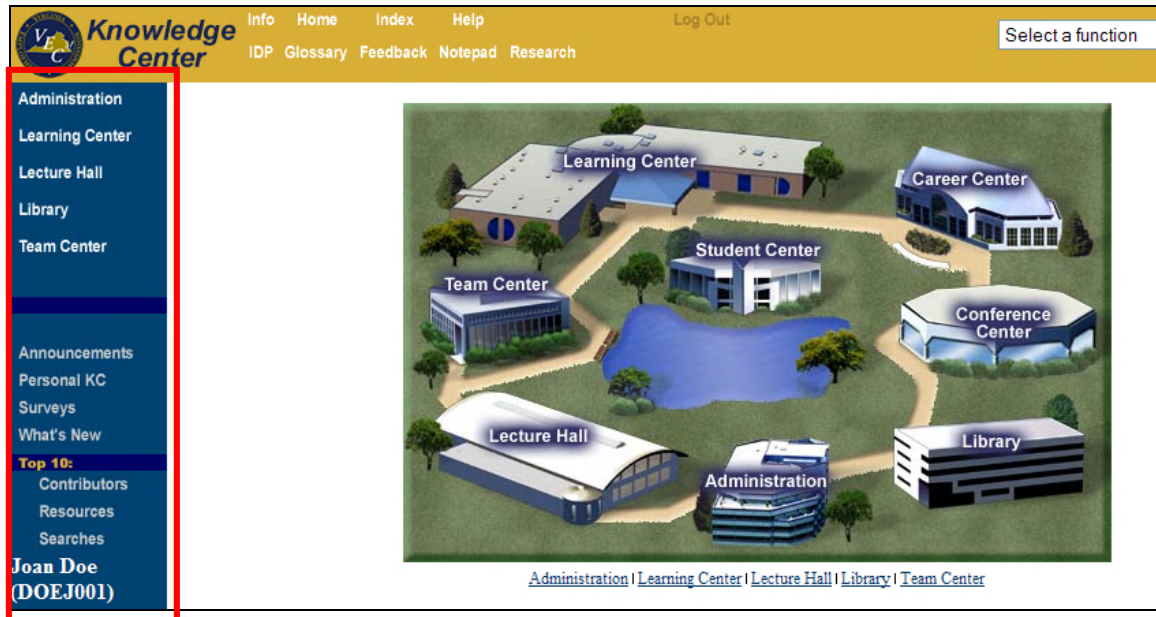 VIRGINIA
VEC
Knowledge
Center
Info Home Index Help Log Out
IDP Glossary Feedback Notepad Research
Select a function
Administration
Learning Center
Lecture Hall
Library
Team Center
Announcements
Personal KC
Surveys
What's New
Top 10:
Contributors
Resources
Searches
Joan Doe
(DOEJ001)
Learning Center
Career Center
Student Center
Team Center
Conference
Center
Lecture Hall
Library
Administration
Administration | Learning Center | Lecture Hall | Library | Team Center